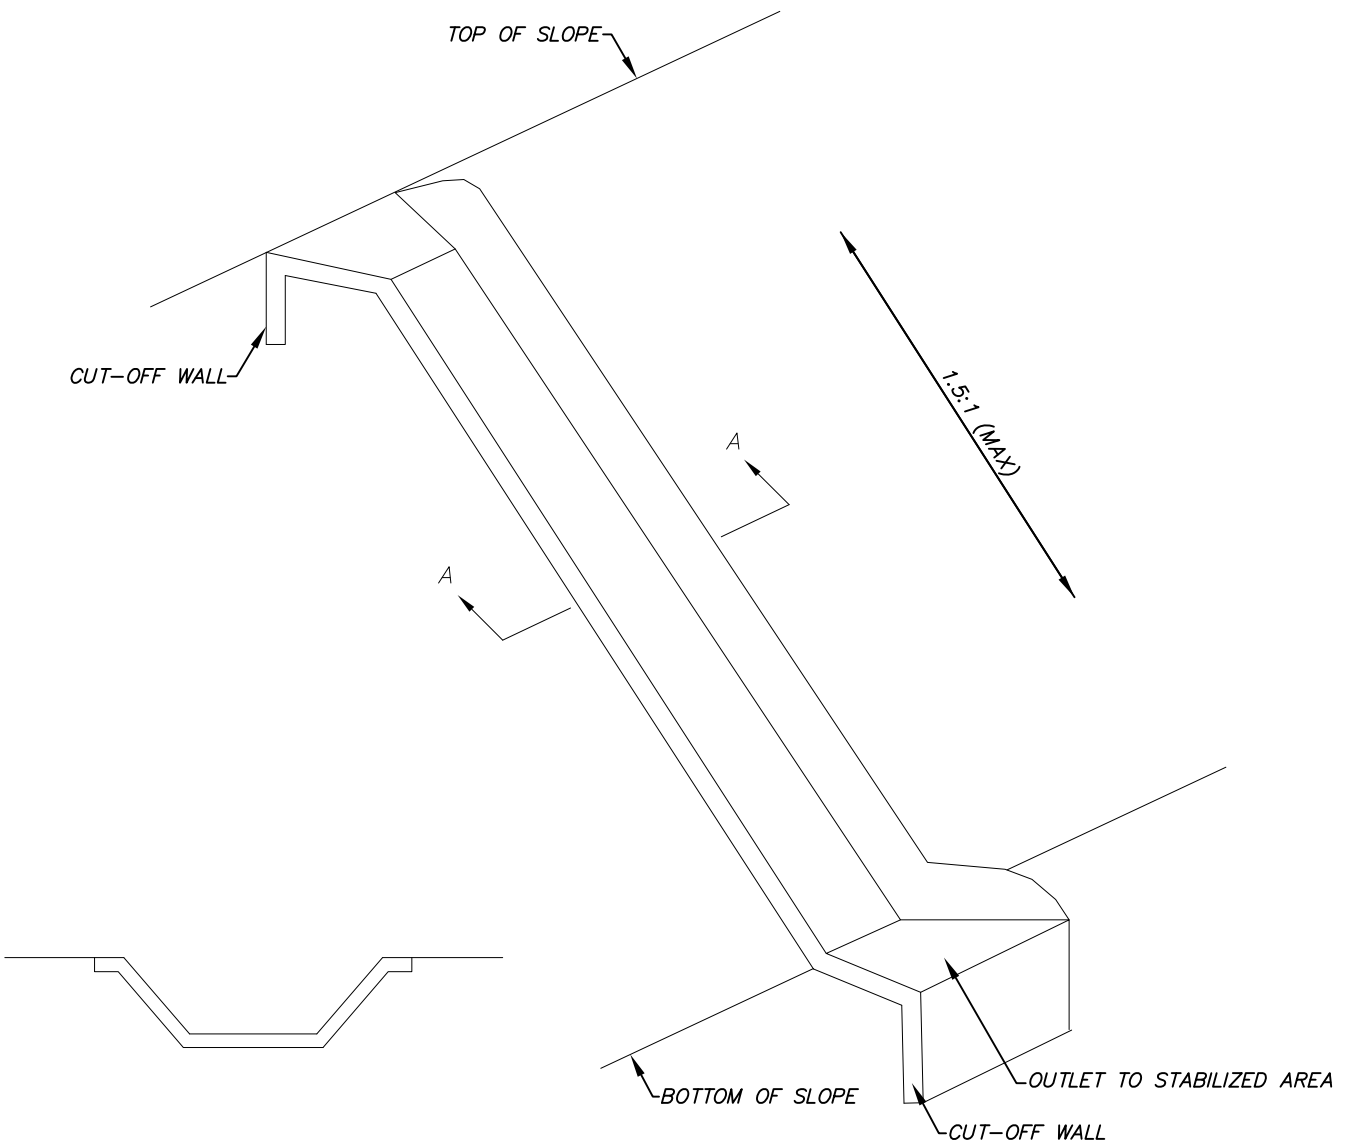 TOP OF SLOPE
CUT-OFF WALL
1.5:1 (MAX)
A
A
OUTLET TO STABILIZED AREA
BOTTOM OF SLOPE
CUT-OFF WALL